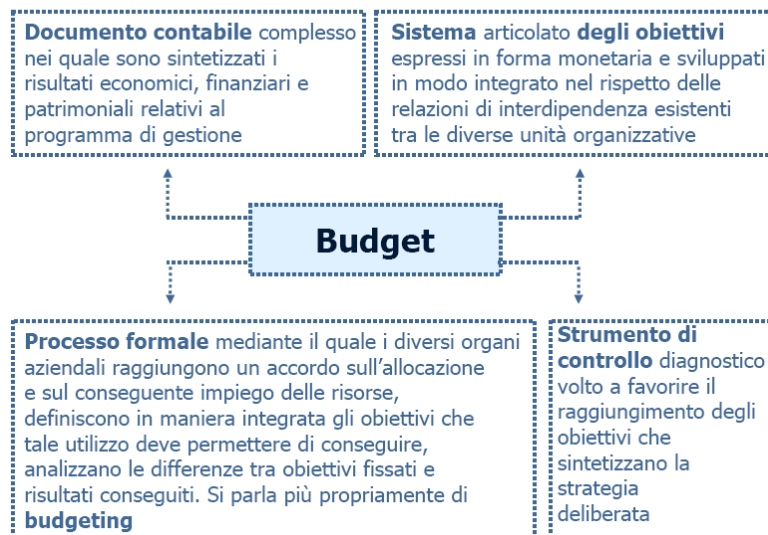 Documento contabile complesso
nei quale sono sintetizzati i
risultati economici, finanziari e
patrimoniali relativi al
programma di gestione
Sistema articolato degli obiettivi
espressi in forma monetaria e sviluppati
in modo integrato nel rispetto delle
relazioni di interdipendenza esistenti
tra le diverse unità organizzative
Budget
Processo formale mediante il quale i diversi organi
aziendali raggiungono un accordo sull'allocazione
e sul conseguente impiego delle risorse,
definiscono in maniera integrata gli obiettivi che
tale utilizzo deve permettere di conseguire,
analizzano le differenze tra obiettivi fissati e
risultati conseguiti. Si parla più propriamente di
budgeting
Strumento di
controllo diagnostico
volto a favorire il
raggiungimento degli
obiettivi che
sintetizzano la
strategia
deliberata